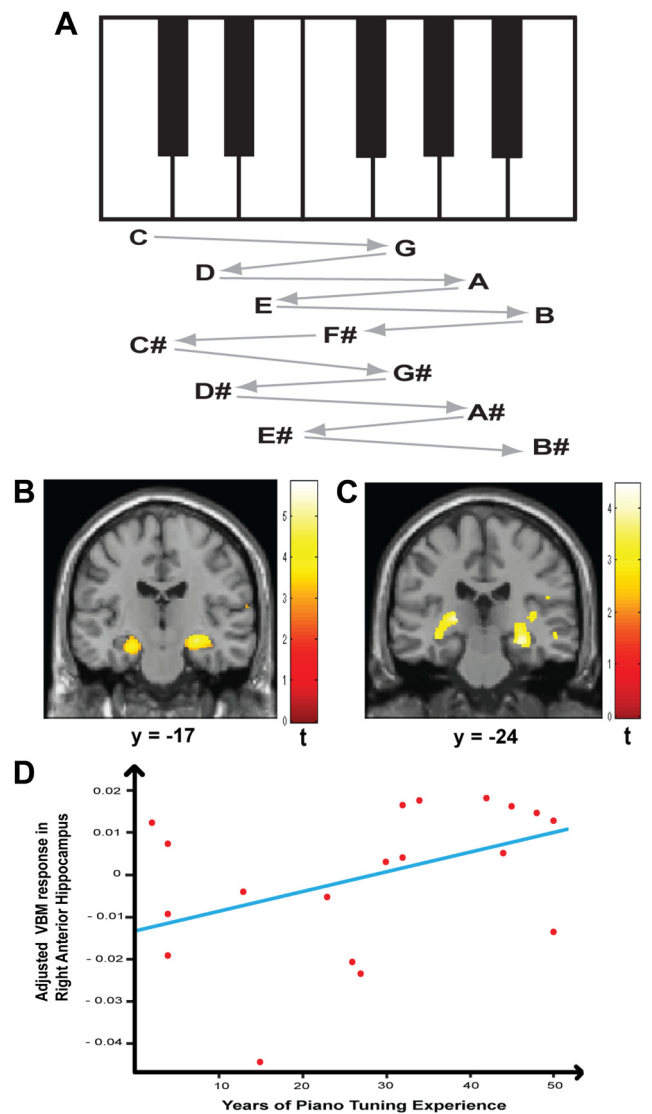 A
C
G
D
A
E
B
F#
C#
G#
D#
A#
E#
B#
B
5
4
3
2
1
y = -17
t
C
4
3
2
1
0
y = -24
t
D
Adjusted VBM response in
Right Anterior Hippocampus
0.02
0.01
0
- 0.01
- 0.02
- 0.03
- 0.04
10
20
30
40
50
Years of Piano Tuning Experience